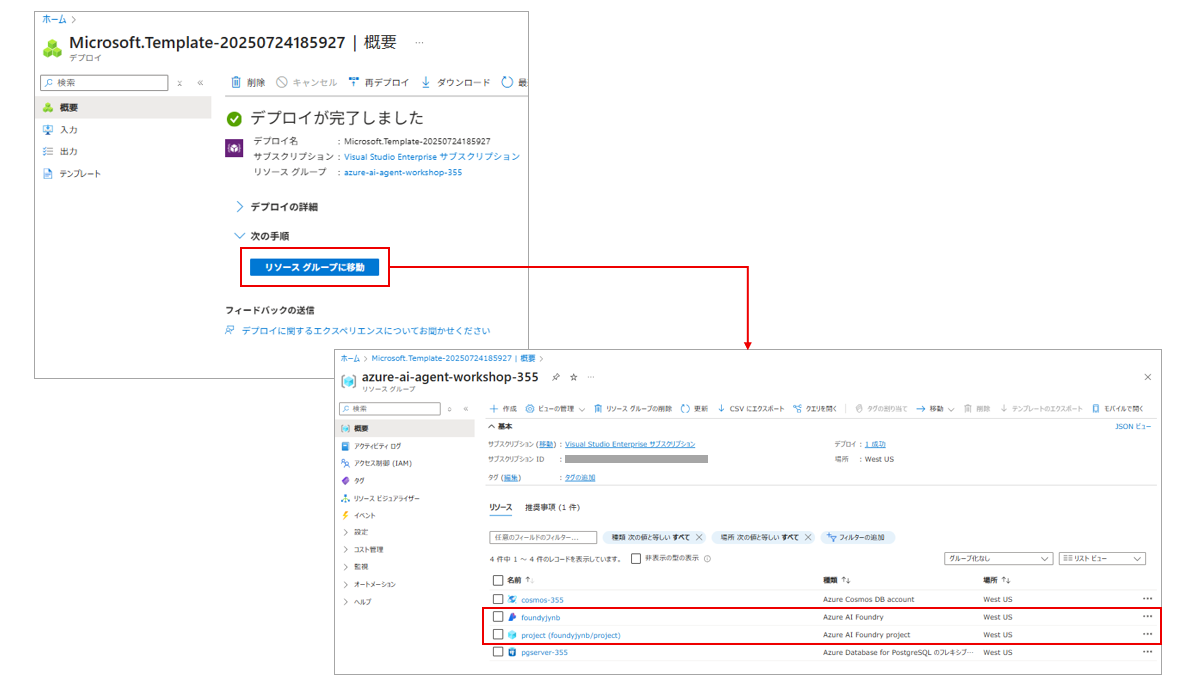 ホーム >
Microsoft.Template-20250724185927 | 概要 ...
デプロイ
検索
削除 キャンセル 再デプロイ ダウンロード 最
概要
入力
出力
テンプレート
デプロイが完了しました
デプロイ名 : Microsoft.Template-20250724185927
サブスクリプション : Visual Studio Enterprise サブスクリプション
リソース グループ : azure-ai-agent-workshop-355
デプロイの詳細
次の手順
リソース グループに移動
フィードバックの送信
デプロイに関するエクスペリエンスについてお聞かせください
ホーム > Microsoft.Template-20250724185927 | 概要 >
azure-ai-agent-workshop-355 ...
リソース グループ
検索
作成 ビューの管理 リソース グループの削除 更新 CSV にエクスポート クエリを開く タグの割り当て 移動 削除 テンプレートのエクスポート モバイルで開く
概要
アクティビティ ログ
アクセス制御 (IAM)
タグ
リソース ビジュアライザー
イベント
設定
コスト管理
監視
オートメーション
ヘルプ
基本
JSON ビュー
サブスクリプション (移動) : Visual Studio Enterprise サブスクリプション
デプロイ : 1 成功
サブスクリプション ID :
場所 : West US
タグ (編集) : タグの追加
リソース 推奨事項 (1 件)
任意のフィールドのフィルター... 種類 次の値と等しい すべて 場所 次の値と等しい すべて フィルターの追加
4 件中 1 ～ 4 件のレコードを表示しています。 非表示の型の表示
グループ化なし リスト ビュー
名前 ↑↓ 種類 ↑↓ 場所 ↑↓
cosmos-355 Azure Cosmos DB account West US ...
foundyjynb Azure AI Foundry West US ...
project (foundyjynb/project) Azure AI Foundry project West US ...
pgserver-355 Azure Database for PostgreSQL のフレキシブ... West US ...